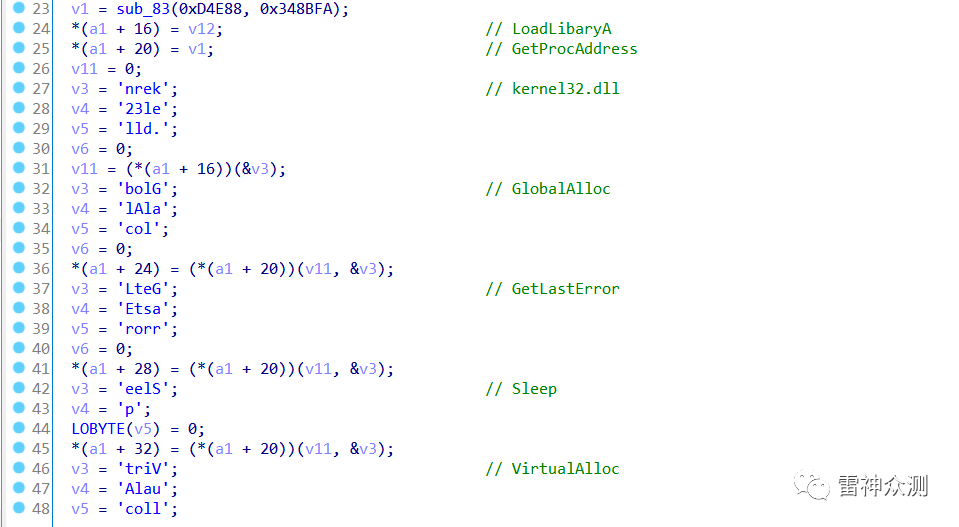 23 v1 = sub_83(0xD4E88, 0x348BFA);
24 *(a1 + 16) = v12; // LoadLibaryA
25 *(a1 + 20) = v1; // GetProcAddress
26 v11 = 0;
27 v3 = 'nrek'; // kernel32.dll
28 v4 = '23le';
29 v5 = 'lld.';
30 v6 = 0;
31 v11 = (*(a1 + 16))(&v3);
32 v3 = 'bolG'; // GlobalAlloc
33 v4 = 'lAla';
34 v5 = 'col';
35 v6 = 0;
36 *(a1 + 24) = (*(a1 + 20))(v11, &v3);
37 v3 = 'LteG'; // GetLastError
38 v4 = 'Etsa';
39 v5 = 'rorr';
40 v6 = 0;
41 *(a1 + 28) = (*(a1 + 20))(v11, &v3);
42 v3 = 'eelS'; // Sleep
43 v4 = 'p';
44 LOBYTE(v5) = 0;
45 *(a1 + 32) = (*(a1 + 20))(v11, &v3);
46 v3 = 'triV'; // VirtualAlloc
47 v4 = 'Alau';
48 v5 = 'coll';
雷神众测